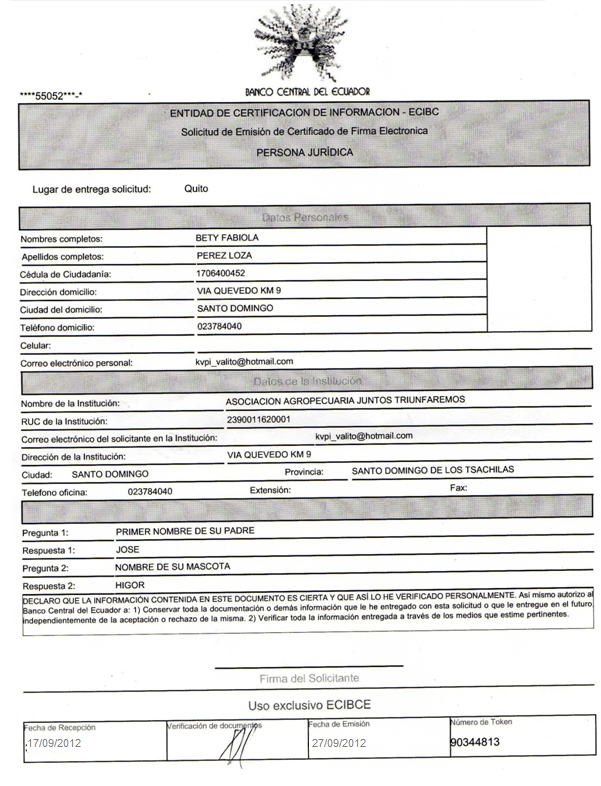 BANCO CENTRAL DEL ECUADOR
****55052***-*
ENTIDAD DE CERTIFICACION DE INFORMACION - ECIBC
Solicitud de Emisión de Certificado de Firma Electronica
PERSONA JURÍDICA
Lugar de entrega solicitud: Quito
Datos Personales
Nombres completos: BETY FABIOLA
Apellidos completos: PEREZ LOZA
Cédula de Ciudadanía: 1706400452
Dirección domicilio: VIA QUEVEDO KM 9
Ciudad del domicilio: SANTO DOMINGO
Teléfono domicilio: 023784040
Celular:
Correo electrónico personal: kvpi_valito@hotmail.com
Datos de la Institución
Nombre de la Institución: ASOCIACION AGROPECUARIA JUNTOS TRIUNFAREMOS
RUC de la Institución: 2390011620001
Correo electrónico del solicitante en la Institución: kvpi_valito@hotmail.com
Dirección de la Institución: VIA QUEVEDO KM 9
Ciudad: SANTO DOMINGO Provincia: SANTO DOMINGO DE LOS TSACHILAS
Telefono oficina: 023784040 Extensión: Fax:
Pregunta 1: PRIMER NOMBRE DE SU PADRE
Respuesta 1: JOSE
Pregunta 2: NOMBRE DE SU MASCOTA
Respuesta 2: HIGOR
DECLARO QUE LA INFORMACIÓN CONTENIDA EN ESTE DOCUMENTO ES CIERTA Y QUE ASÍ LO HE VERIFICADO PERSONALMENTE. Asi mismo autorizo al
Banco Central del Ecuador a: 1) Conservar toda la documentación o demás información que le he entregado con esta solicitud o que le entregue en el futuro,
independientemente de la aceptación o rechazo de la misma. 2) Verificar toda la información entregada a través de los medios que estime pertinentes.
Firma del Solicitante
Uso exclusivo ECIBCE
Fecha de Recepción Verificación de documentos Fecha de Emisión Número de Token
17/09/2012 27/09/2012 90344813